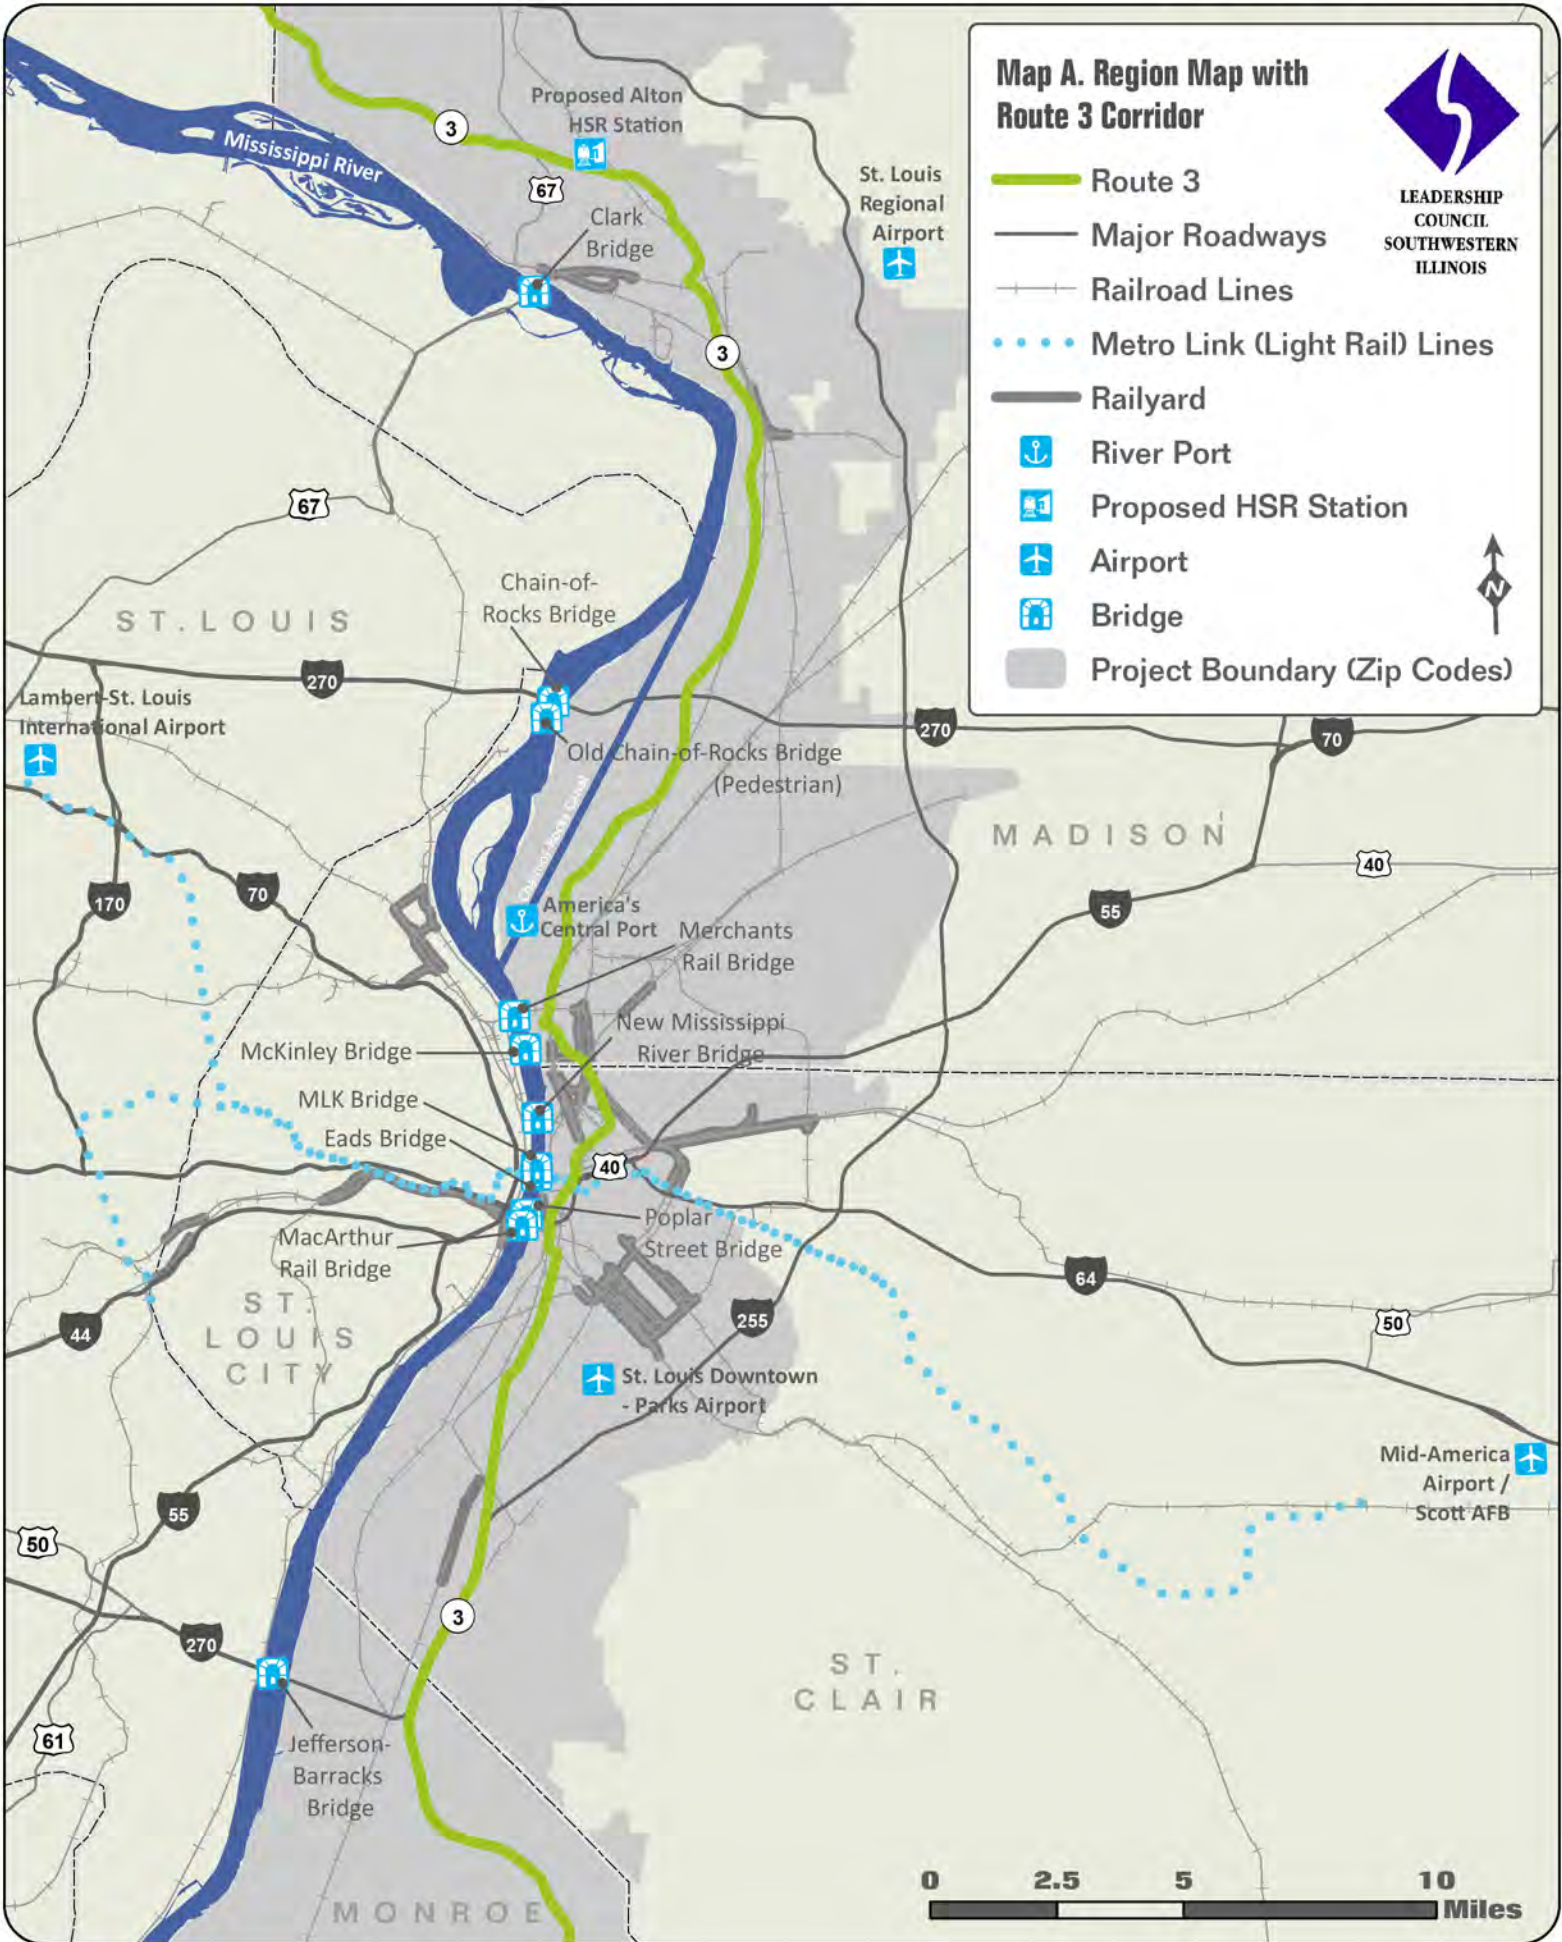 Map A. Region Map with
Route 3 Corridor
LEADERSHIP
COUNCIL
SOUTHWESTERN
ILLINOIS
Route 3
Major Roadways
Railroad Lines
Metro Link (Light Rail) Lines
Railyard
River Port
Proposed HSR Station
Airport
Bridge
Project Boundary (Zip Codes)
N
Proposed Alton
HSR Station
3
Mississippi River
67
Clark
Bridge
St. Louis
Regional
Airport
3
67
Chain-of-
Rocks Bridge
ST. LOUIS
270
Lambert-St. Louis
International Airport
270
70
Old Chain-of-Rocks Bridge
(Pedestrian)
MADISON
40
170
70
55
America's
Central Port
Merchants
Rail Bridge
New Mississippi
River Bridge
McKinley Bridge
MLK Bridge
Eads Bridge
40
Poplar
Street Bridge
MacArthur
Rail Bridge
64
ST.
LOUIS
CITY
44
255
50
St. Louis Downtown
- Parks Airport
Mid-America
Airport /
Scott AFB
55
50
3
270
ST.
CLAIR
61
Jefferson-
Barracks
Bridge
MONROE
0 2.5 5 10
Miles